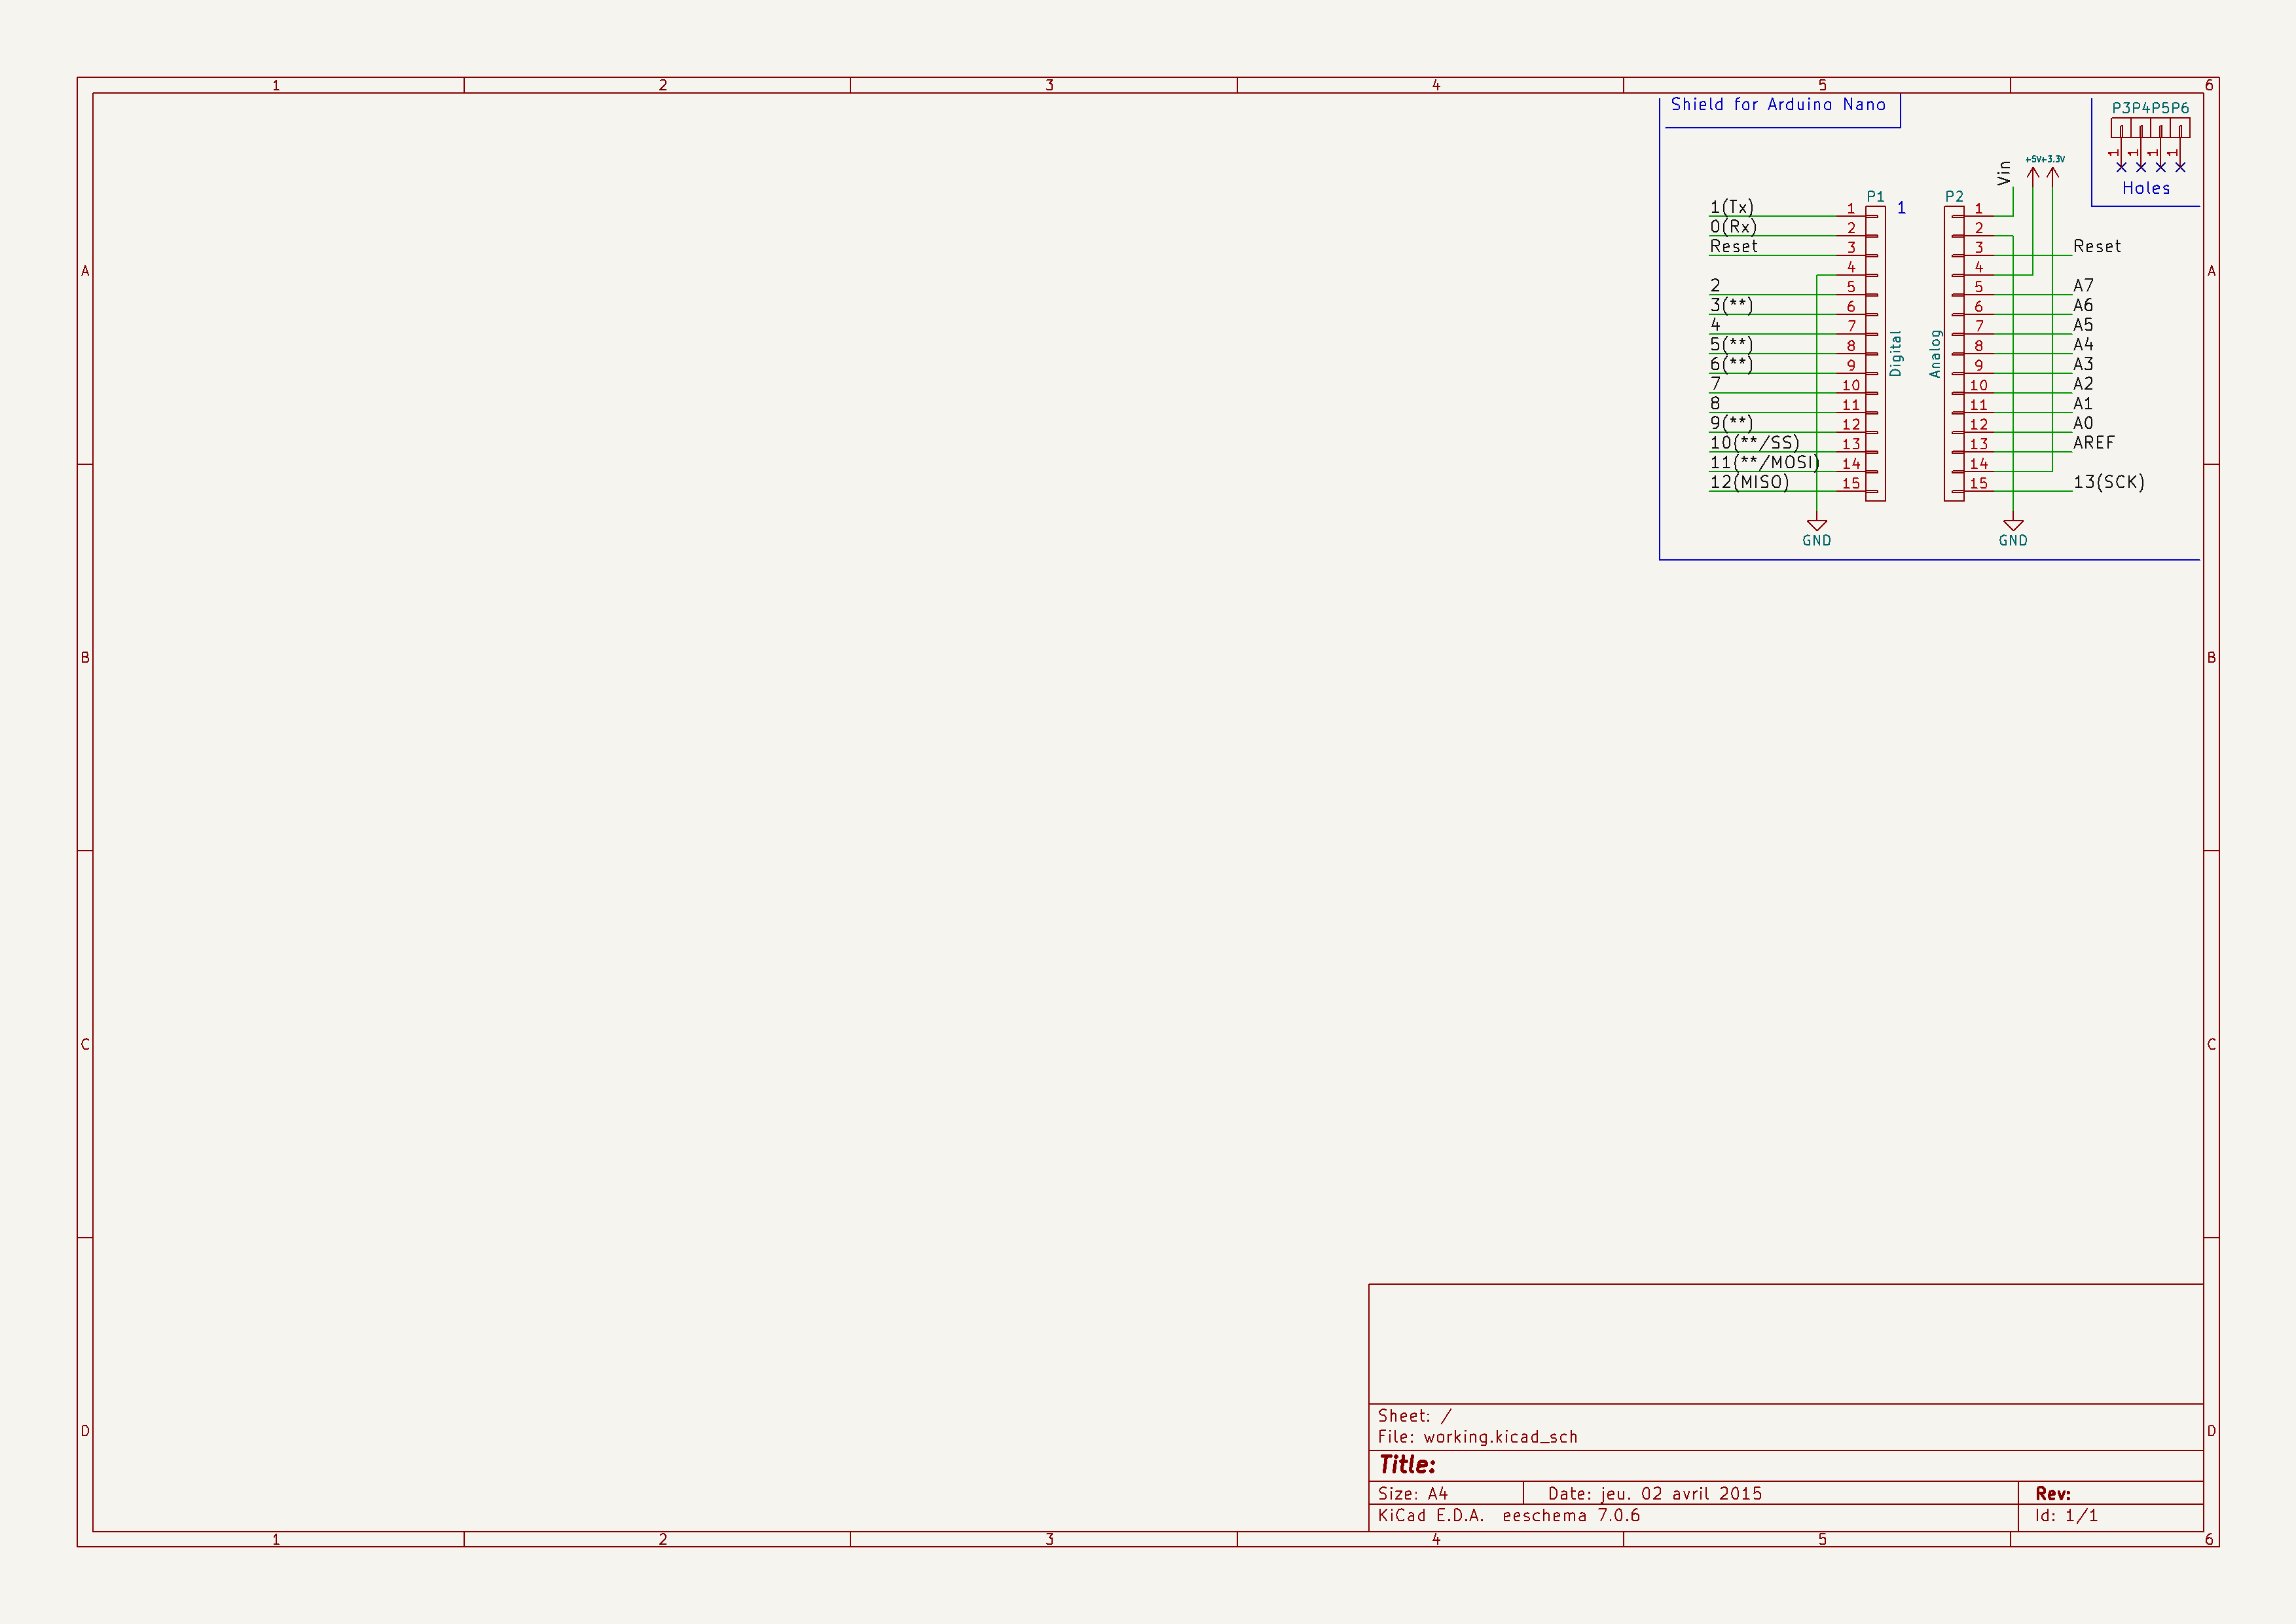 1 2 3 4 5 6
Shield for Arduino Nano
P3 P4 P5 P6
1 1 1 1
Holes
Vin
+5V +3.3V
P1
P2
1
1(Tx) 1
0(Rx) 2
Reset 3
4
2 5
3(**) 6
4 7
5(**) 8
6(**) 9
7 10
8 11
9(**) 12
10(**/SS) 13
11(**/MOSI) 14
12(MISO) 15
Digital
GND
Analog
1
2
3 Reset
4
5 A7
6 A6
7 A5
8 A4
9 A3
10 A2
11 A1
12 A0
13 AREF
14
15 13(SCK)
GND
A A
B B
C C
D D
Sheet: /
File: working.kicad_sch
Title:
Size: A4 Date: jeu. 02 avril 2015 Rev:
KiCad E.D.A. eeschema 7.0.6 Id: 1/1
1 2 3 4 5 6